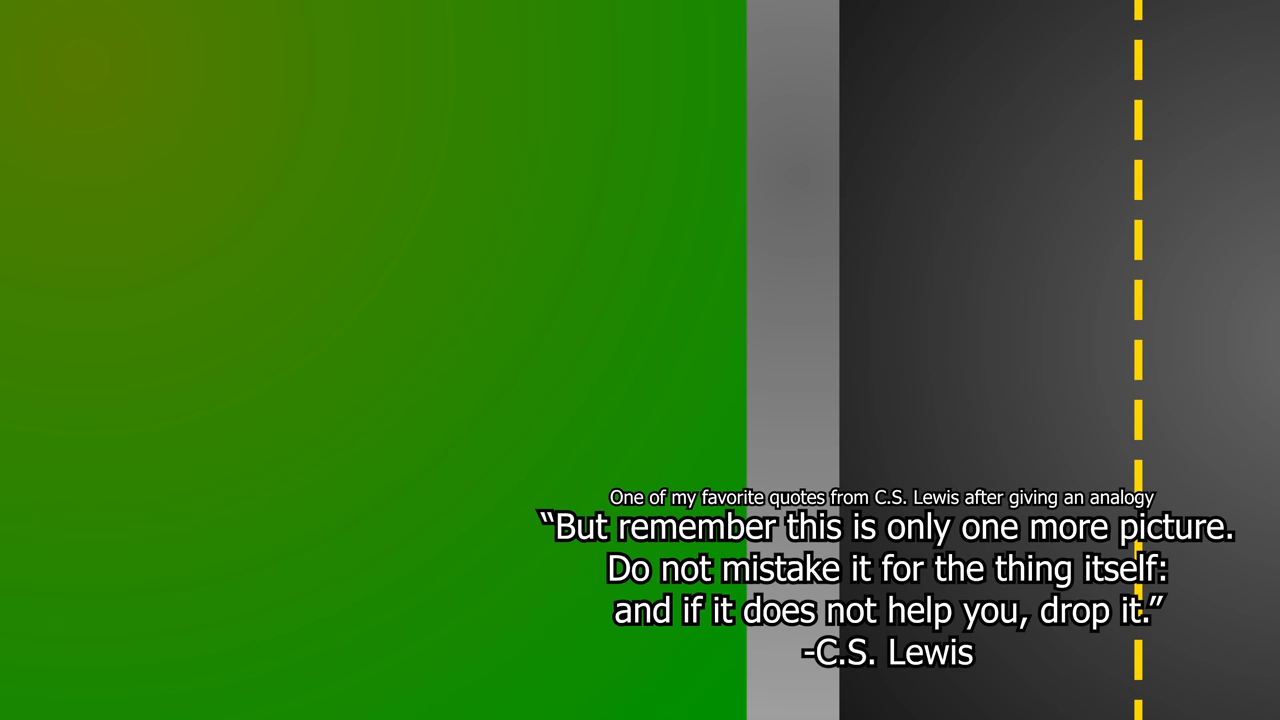 One of my favorite quotes from C.S. Lewis after giving an analogy
“But remember this is only one more picture.
Do not mistake it for the thing itself:
and if it does not help you, drop it.”
-C.S. Lewis